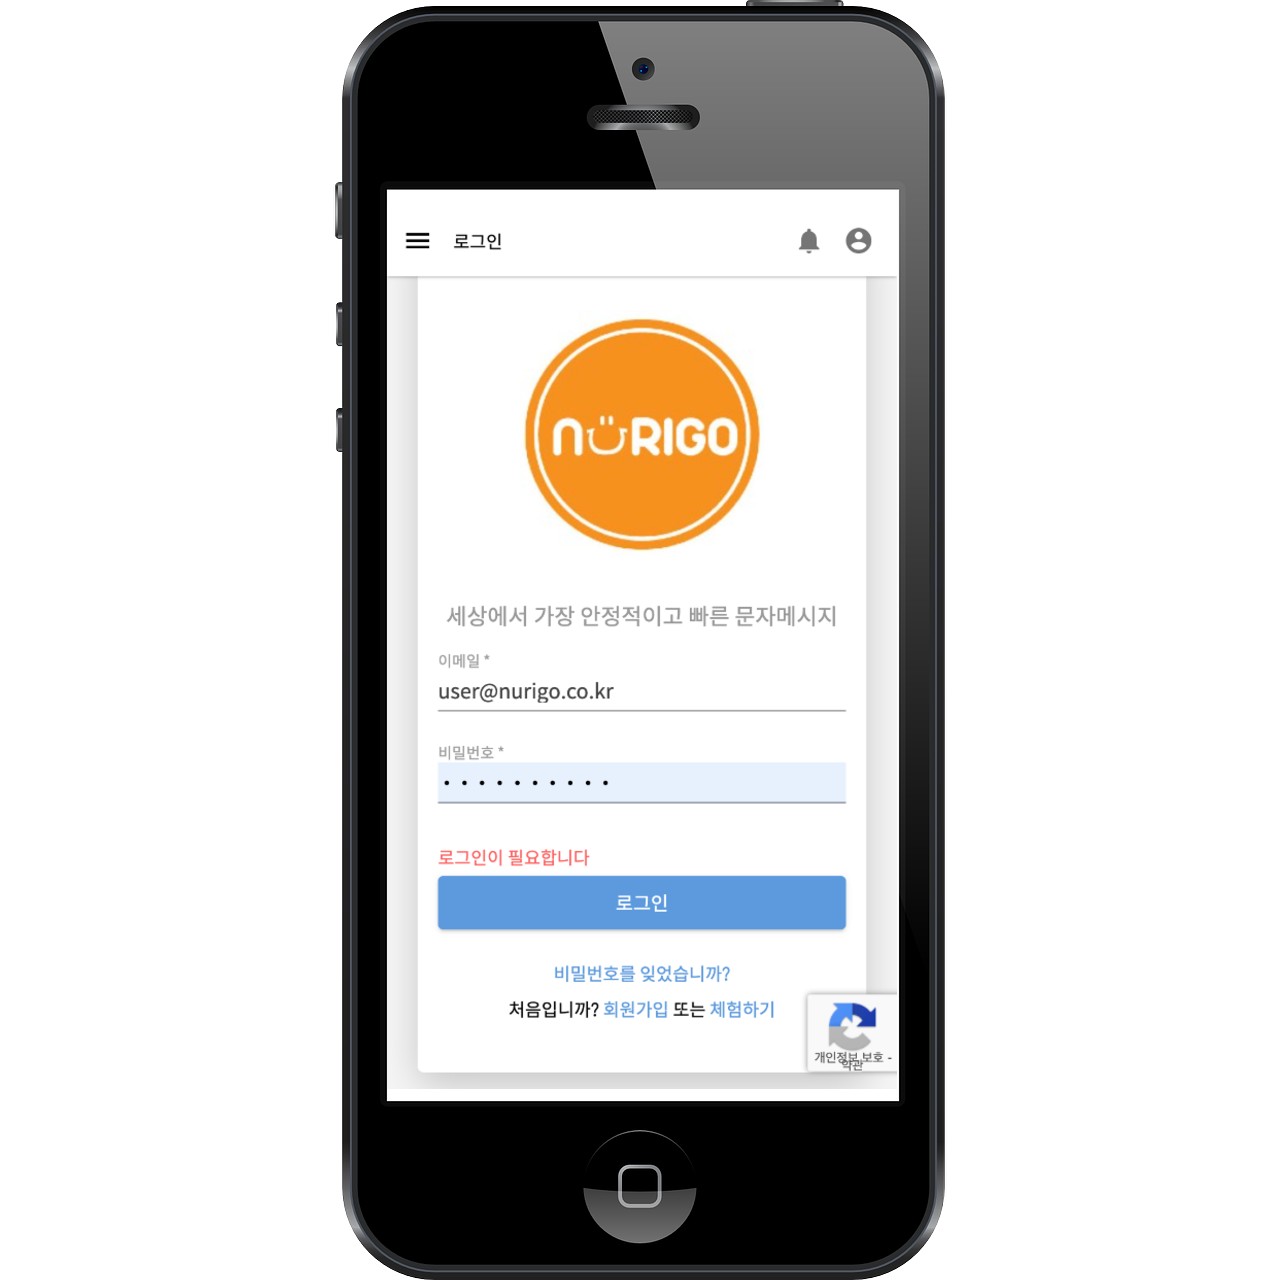 로그인
nürigo
세상에서 가장 안정적이고 빠른 문자메시지
이메일 *
user@nurigo.co.kr
비밀번호 *
• • • • • • • • • •
로그인이 필요합니다
로그인
비밀번호를 잊었습니까?
처음입니까? 회원가입 또는 체험하기
개인정보 보호 -
약관